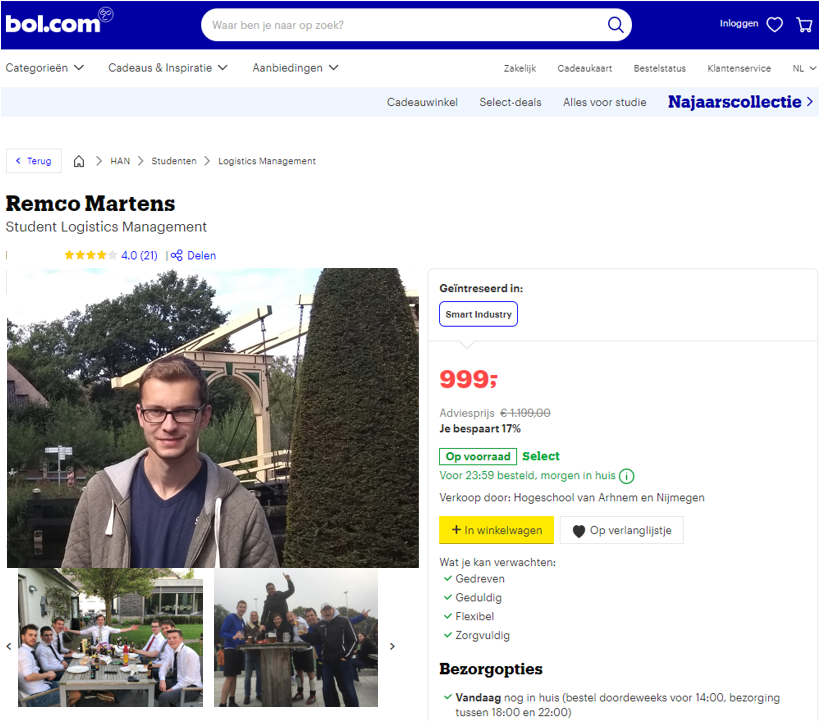 bol.com
Waar ben je naar op zoek?
Inloggen
Categorieën Cadeaus & Inspiratie Aanbiedingen
Zakelijk Cadeaukaart Bestelstatus Klantenservice NL
Cadeauwinkel Select-deals Alles voor studie Najaarscollectie
Terug HAN Studenten Logistics Management
Remco Martens
Student Logistics Management
4.0 (21) | Delen
Geïntreseerd in:
Smart Industry
999,-
Adviesprijs € 1.199,00
Je bespaart 17%
Op voorraad Select
Voor 23:59 besteld, morgen in huis
Verkoop door: Hogeschool van Arhnem en Nijmegen
+ In winkelwagen Op verlanglijstje
Wat je kan verwachten:
Gedreven
Geduldig
Flexibel
Zorgvuldig
Bezorgopties
Vandaag nog in huis (bestel doordeweeks voor 14:00, bezorging
tussen 18:00 en 22:00)